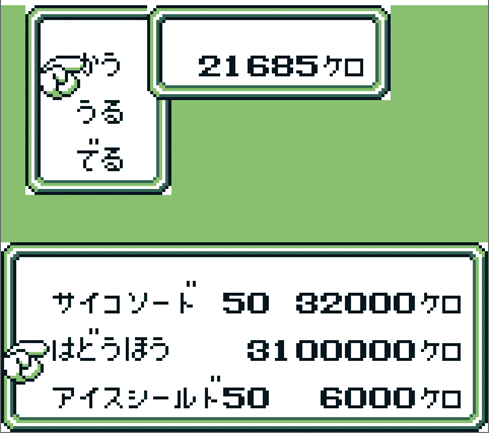 かう
21685ケロ
うる
でる
サイコソード 50 32000ケロ
はどうほう 3100000ケロ
アイスシールド50 6000ケロ